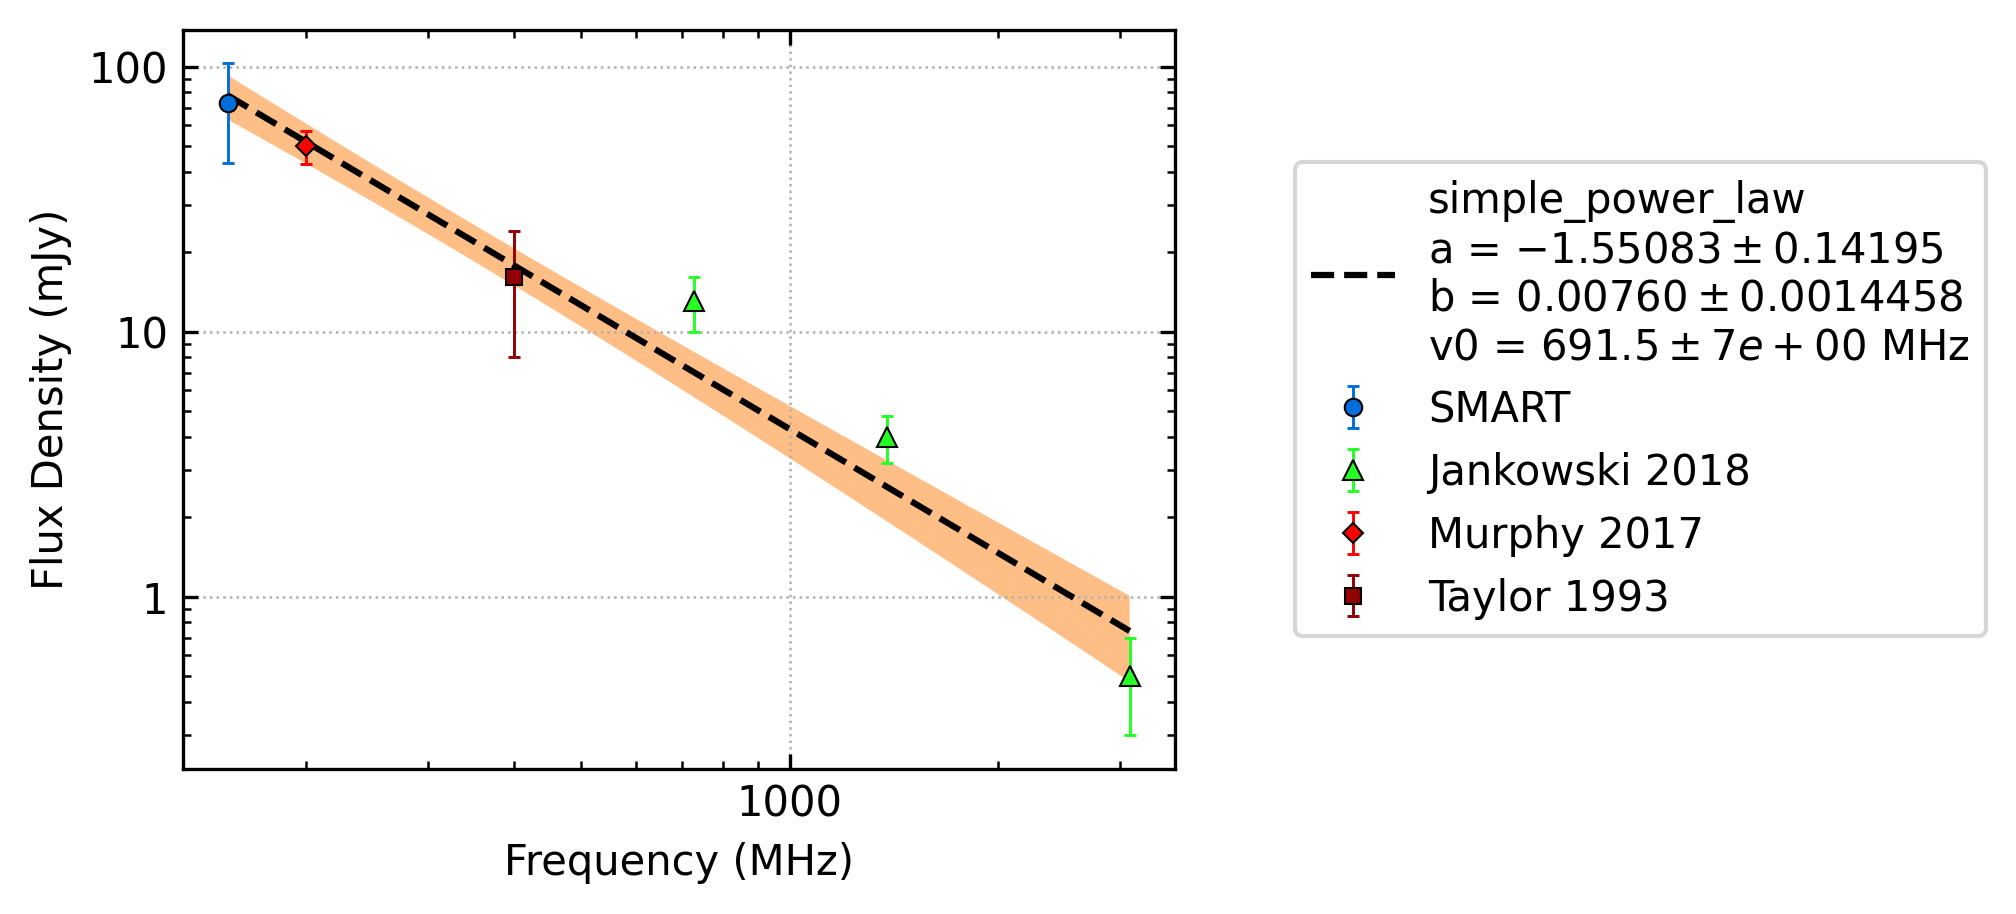 100
10
1
Flux Density (mJy)
1000
Frequency (MHz)
simple_power_law
a = −1.55083 ± 0.14195
b = 0.00760 ± 0.0014458
v0 = 691.5 ± 7e + 00 MHz
SMART
Jankowski 2018
Murphy 2017
Taylor 1993